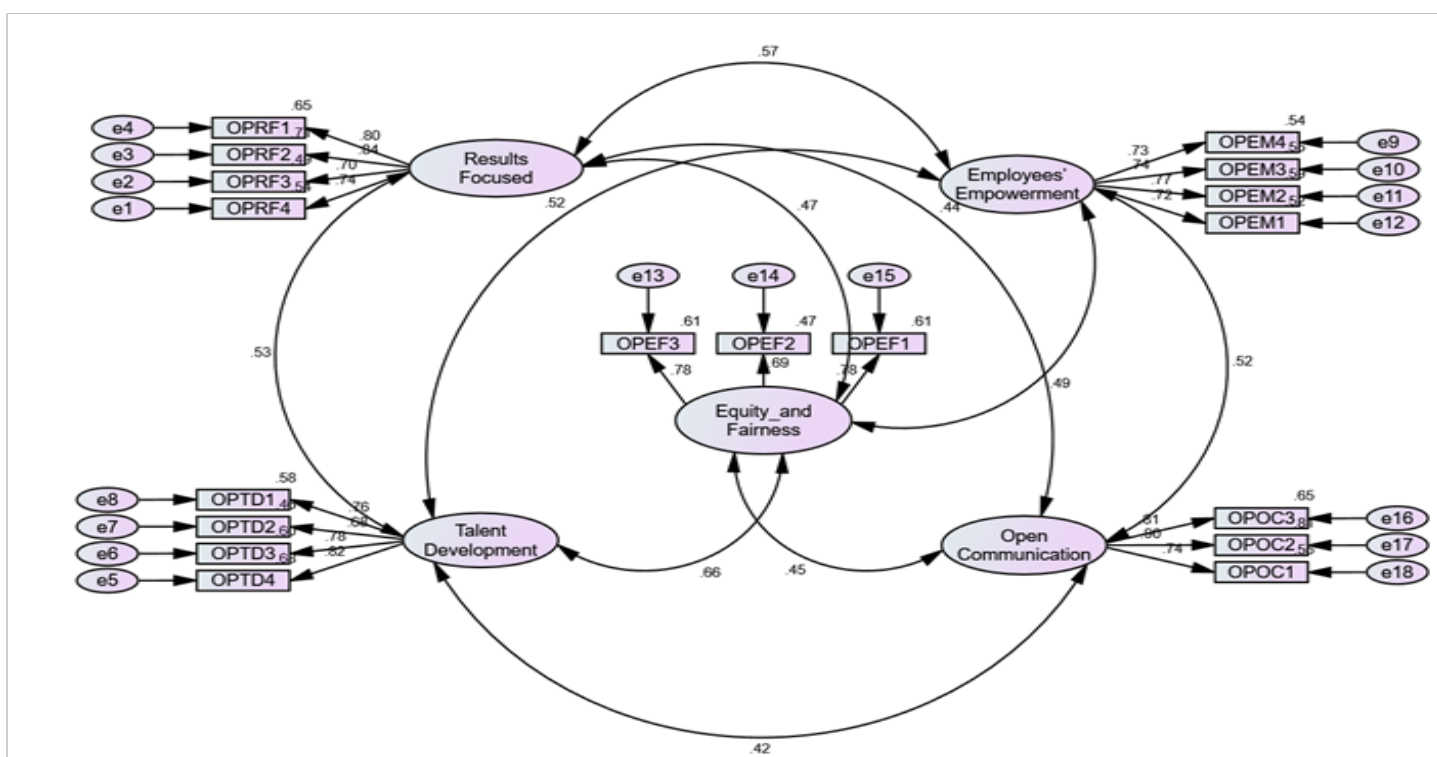 .57
.65
e4
OPRF1
.80
e3
OPRF2
.84
e2
OPRF3
.70
e1
OPRF4
.74
Results
Focused
.54
OPEM4
e9
.73
OPEM3
e10
.74
OPEM2
e11
.77
OPEM1
e12
.72
Employees'
Empowerment
.52
.47
.44
e13
e14
e15
.61
.47
.61
OPEF3
OPEF2
OPEF1
.78
.69
.78
Equity_and
Fairness
.53
.52
.49
.58
e8
OPTD1
.76
e7
OPTD2
e6
OPTD3
.78
e5
OPTD4
.82
Talent
Development
.65
OPOC3
e16
.81
OPOC2
e17
OPOC1
e18
.74
Open
Communication
.66
.45
.42